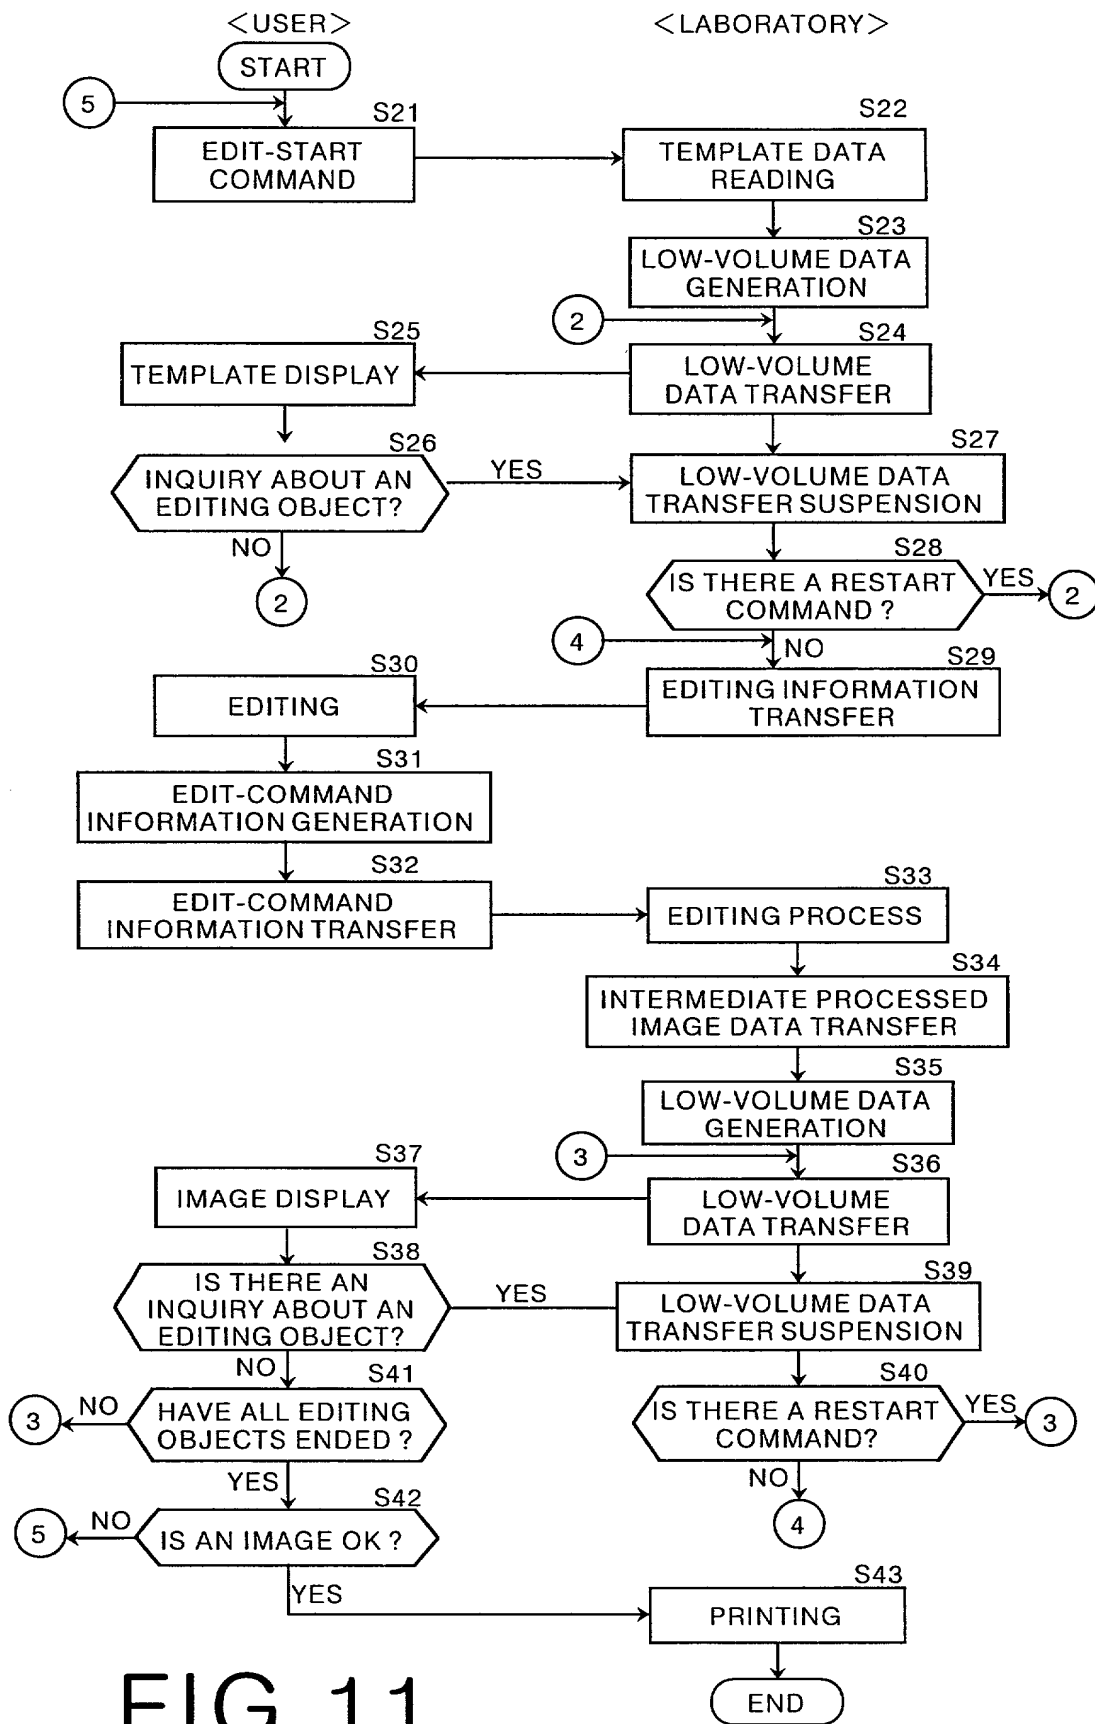 <USER>
<LABORATORY>
START
5
S21
S22
EDIT-START
COMMAND
TEMPLATE DATA
READING
S23
LOW-VOLUME DATA
GENERATION
2
S25
S24
TEMPLATE DISPLAY
LOW-VOLUME
DATA TRANSFER
S26
S27
INQUIRY ABOUT AN
EDITING OBJECT?
YES
LOW-VOLUME DATA
TRANSFER SUSPENSION
NO
S28
2
IS THERE A RESTART
COMMAND ?
YES
2
4
NO
S30
S29
EDITING
EDITING INFORMATION
TRANSFER
S31
EDIT-COMMAND
INFORMATION GENERATION
S32
EDIT-COMMAND
INFORMATION TRANSFER
S33
EDITING PROCESS
S34
INTERMEDIATE PROCESSED
IMAGE DATA TRANSFER
S35
LOW-VOLUME DATA
GENERATION
3
S37
S36
IMAGE DISPLAY
LOW-VOLUME
DATA TRANSFER
S38
S39
IS THERE AN
INQUIRY ABOUT AN
EDITING OBJECT?
YES
LOW-VOLUME DATA
TRANSFER SUSPENSION
NO
S41
S40
3
NO
HAVE ALL EDITING
OBJECTS ENDED ?
IS THERE A RESTART
COMMAND?
YES
3
YES
NO
S42
5
NO
IS AN IMAGE OK ?
4
YES
S43
PRINTING
END
FIG. 11